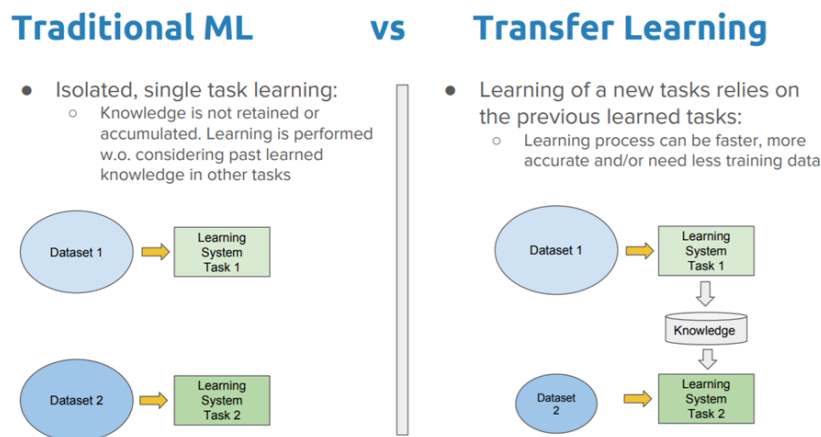 Traditional ML vs Transfer Learning
● Isolated, single task learning:
○ Knowledge is not retained or
accumulated. Learning is performed
w.o. considering past learned
knowledge in other tasks
Dataset 1
Learning
System
Task 1
Dataset 2
Learning
System
Task 2
● Learning of a new tasks relies on
the previous learned tasks:
○ Learning process can be faster, more
accurate and/or need less training data
Dataset 1
Learning
System
Task 1
Knowledge
Dataset
2
Learning
System
Task 2